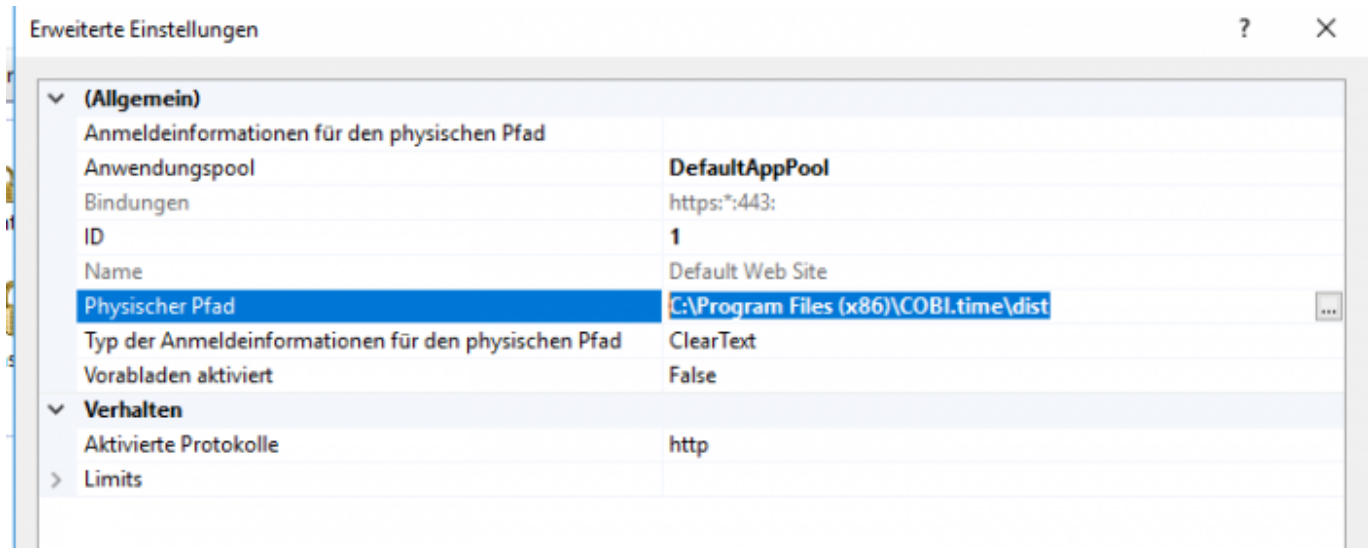 Erweiterte Einstellungen ? ×
(Allgemein)
Anmeldeinformationen für den physischen Pfad
Anwendungspool DefaultAppPool
Bindungen https:*:443:
ID 1
Name Default Web Site
Physischer Pfad C:\Program Files (x86)\COBI.time\dist ...
Typ der Anmeldeinformationen für den physischen Pfad ClearText
Vorabladen aktiviert False
Verhalten
Aktivierte Protokolle http
Limits